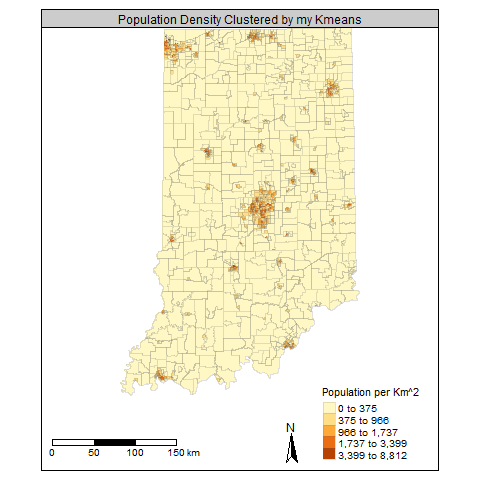 Population Density Clustered by my Kmeans
Population per Km^2
0 to 375
375 to 966
966 to 1,737
1,737 to 3,399
3,399 to 8,812
N
0 50 100 150 km